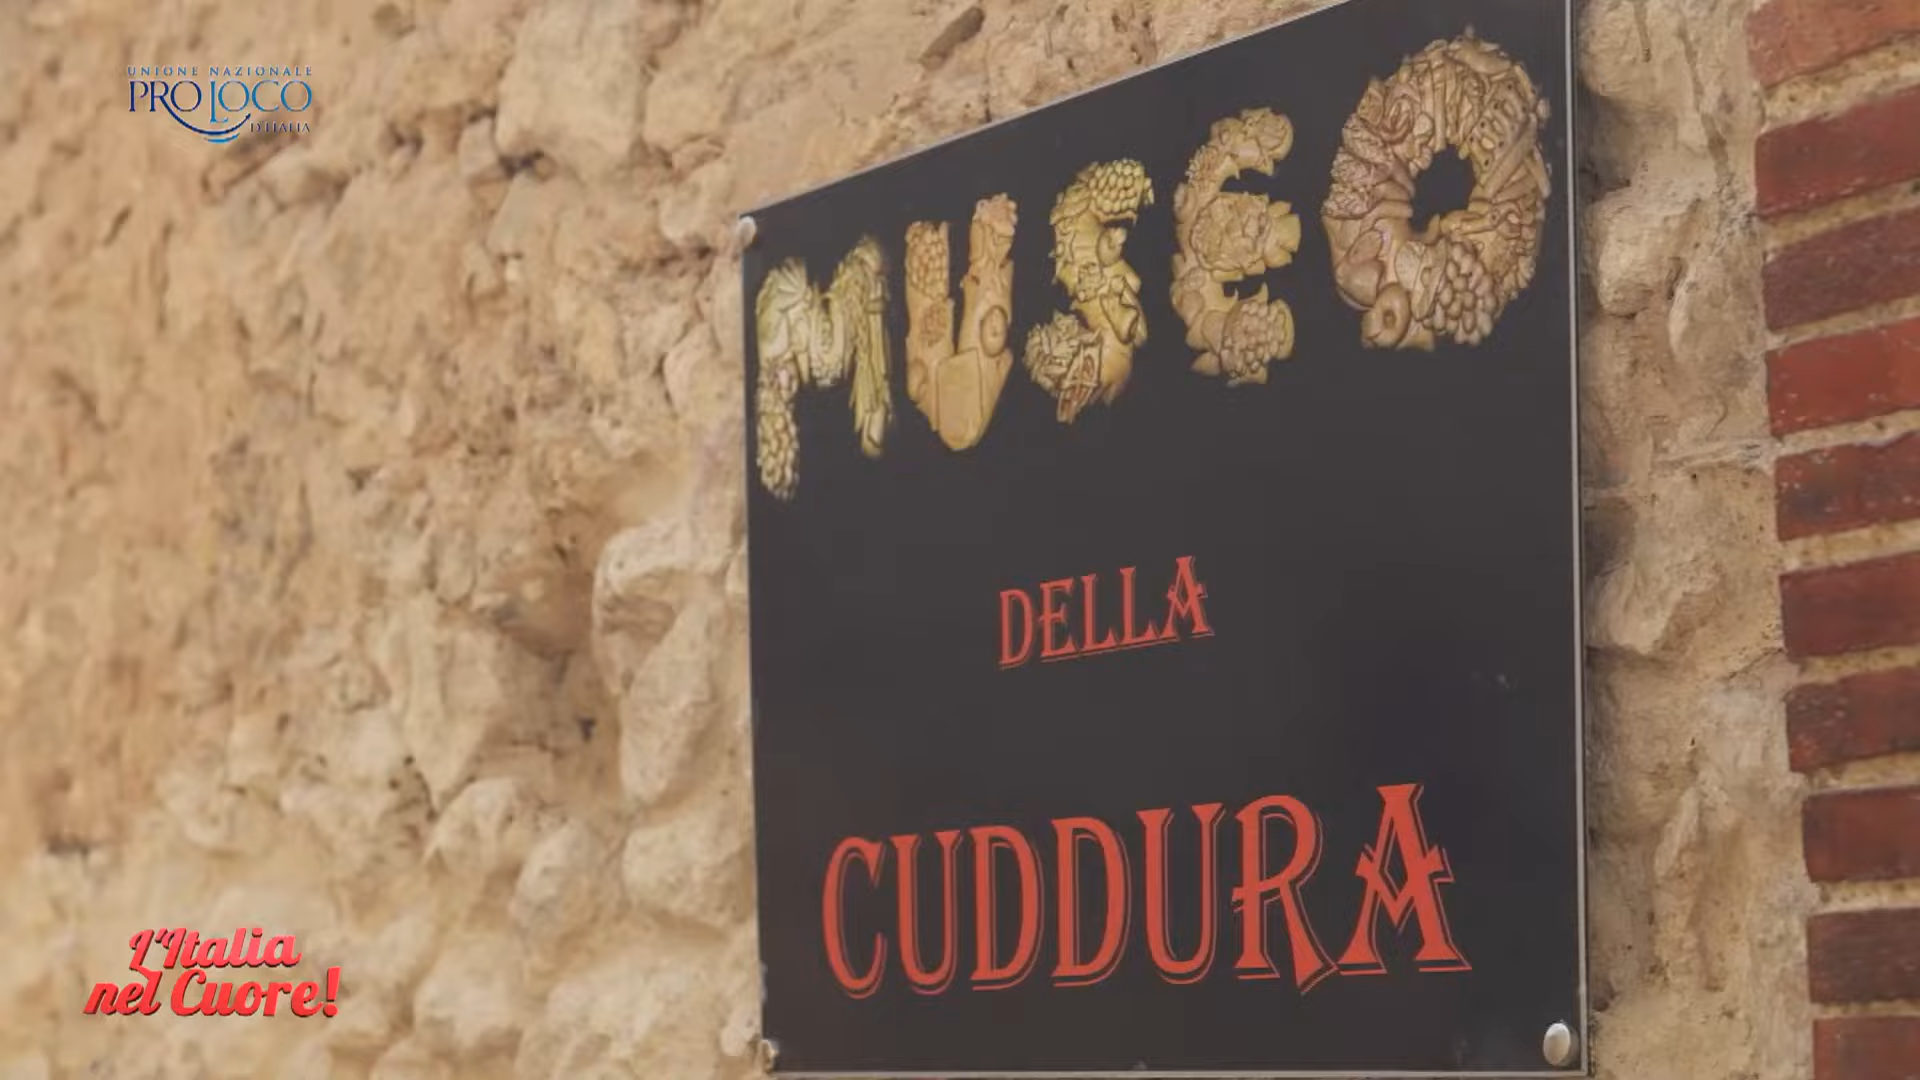 UNIONE NAZIONALE
PRO LOCO
D'ITALIA
MUSEO
DELLA
CUDDURA
L'Italia
nel Cuore!